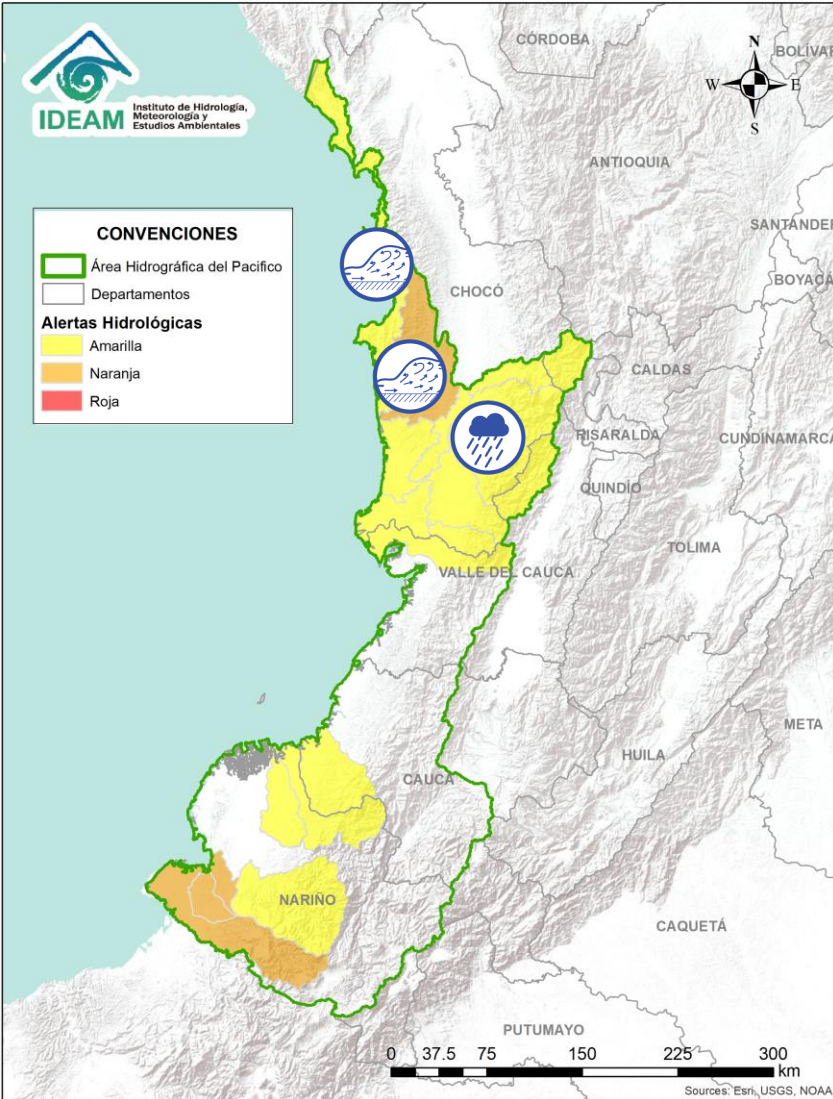 IDEAM
Instituto de Hidrología,
Meteorología y
Estudios Ambientales
N
W
E
S
CÓRDOBA
BOLÍVAR
ANTIOQUIA
SANTANDER
BOYACÁ
CHOCÓ
CONVENCIONES
Área Hidrográfica del Pacifico
Departamentos
Alertas Hidrológicas
Amarilla
Naranja
Roja
CALDAS
RISARALDA
CUNDINAMARCA
QUINDÍO
TOLIMA
VALLE DEL CAUCA
META
HUILA
CAUCA
NARIÑO
CAQUETÁ
PUTUMAYO
0 37.5 75 150 225 300
km
Sources: Esri, USGS, NOAA